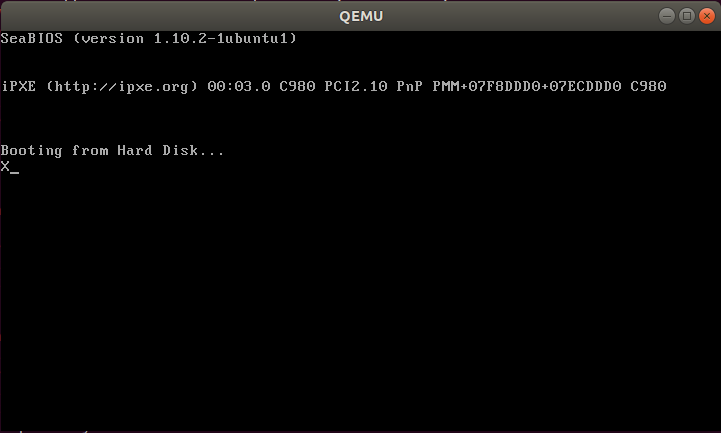 QEMU
SeaBIOS (version 1.10.2-1ubuntu1)
iPXE (http://ipxe.org) 00:03.0 C980 PCI2.10 PnP PMM+07F8DDD0+07ECDDD0 C980
Booting from Hard Disk...
X_